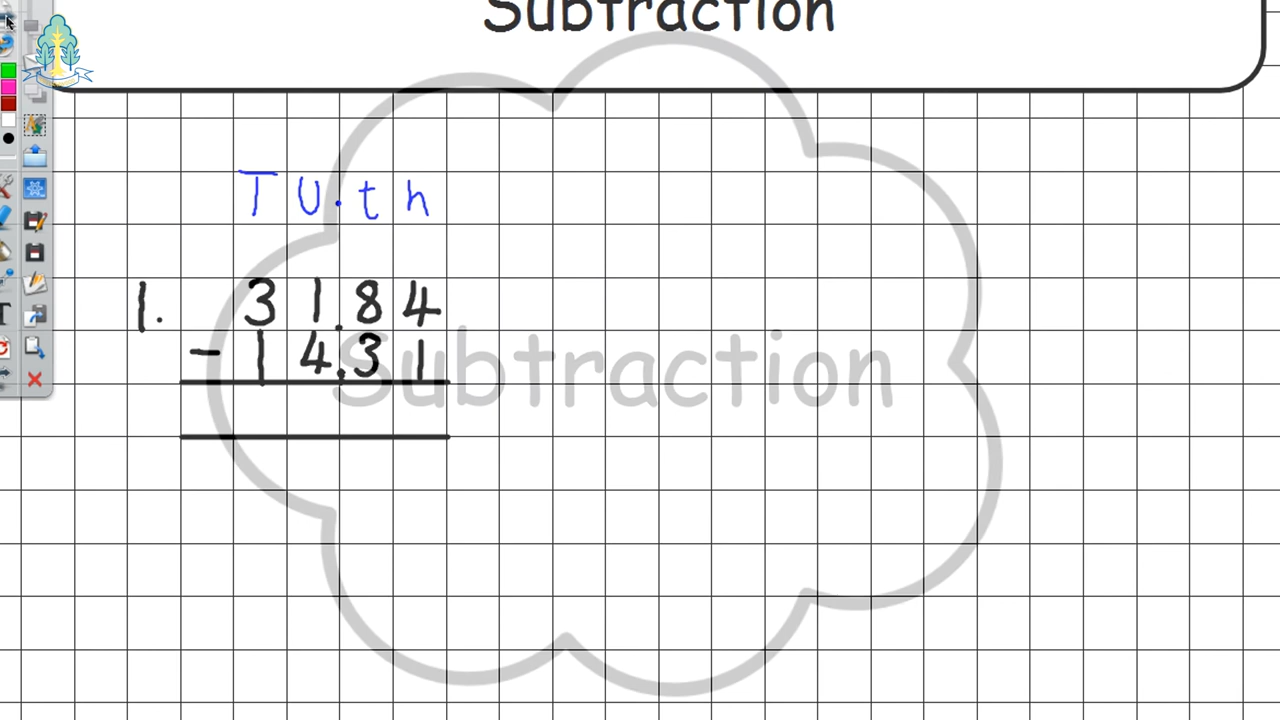 Subtraction
T U . t h
1. 3 1 . 8 4
- 1 4 . 3 1
Subtraction